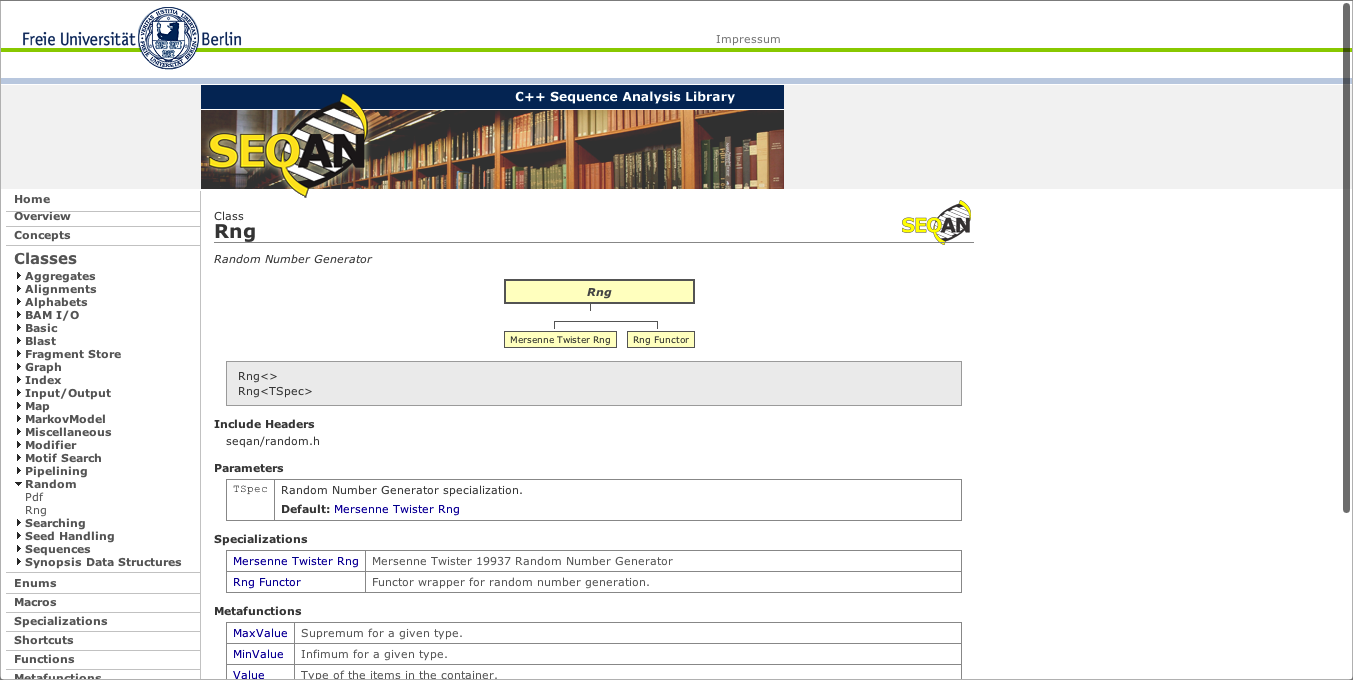 Freie Universität Berlin
Impressum
C++ Sequence Analysis Library
SEQAN
Home
Overview
Concepts
Classes
Aggregates
Alignments
Alphabets
BAM I/O
Basic
Blast
Fragment Store
Graph
Index
Input/Output
Map
MarkovModel
Miscellaneous
Modifier
Motif Search
Pipelining
Random
Pdf
Rng
Searching
Seed Handling
Sequences
Synopsis Data Structures
Enums
Macros
Specializations
Shortcuts
Functions
Metafunctions
Class
Rng
SEQAN
Random Number Generator
Rng
Mersenne Twister Rng
Rng Functor
Rng<>
Rng<TSpec>
Include Headers
seqan/random.h
Parameters
TSpec Random Number Generator specialization.
Default: Mersenne Twister Rng
Specializations
Mersenne Twister Rng Mersenne Twister 19937 Random Number Generator
Rng Functor Functor wrapper for random number generation.
Metafunctions
MaxValue Supremum for a given type.
MinValue Infimum for a given type.
Value Type of the items in the container.